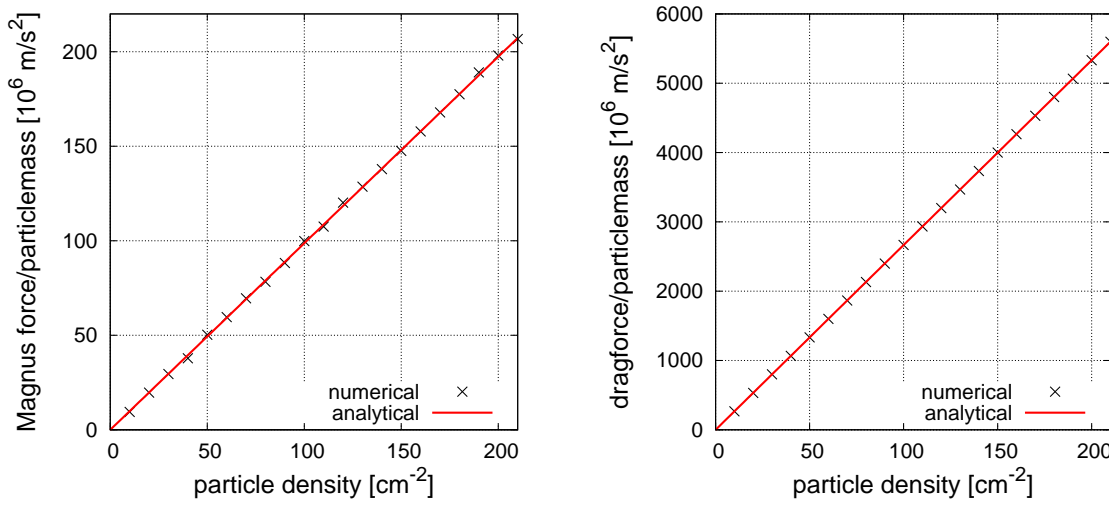 Magnus force/particlemass [10^6 m/s^2]
200
150
100
50
0
0 50 100 150 200
particle density [cm^-2]
numerical
analytical
dragforce/particlemass [10^6 m/s^2]
6000
5000
4000
3000
2000
1000
0
0 50 100 150 200
particle density [cm^-2]
numerical
analytical